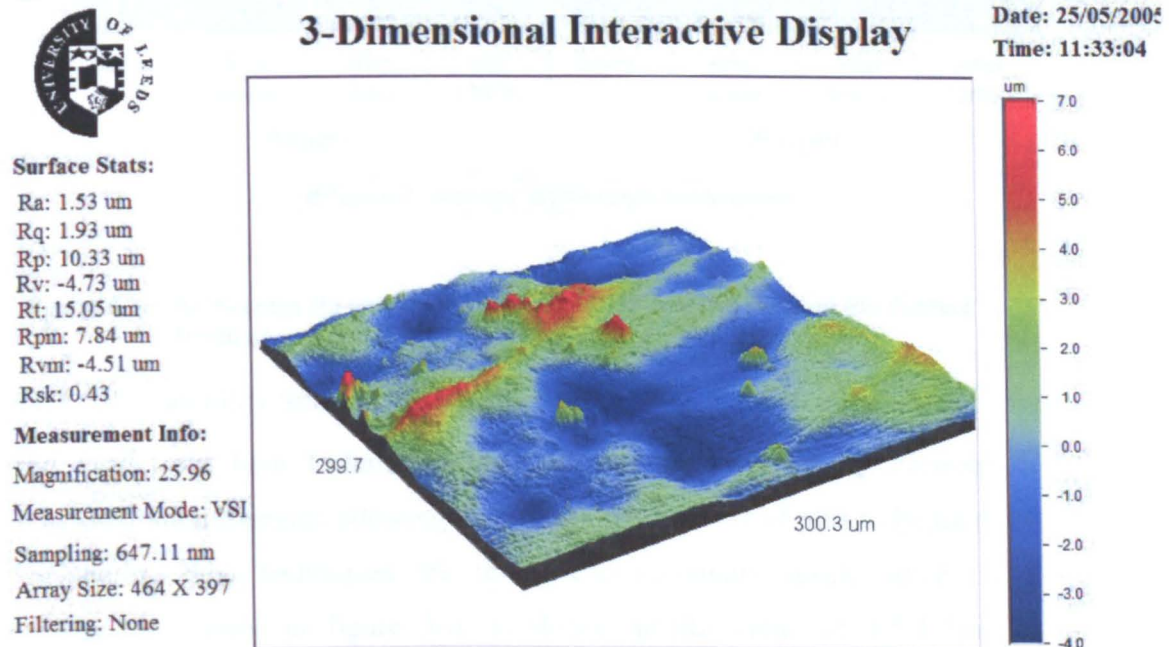 UNIVERSITY OF LEEDS
3-Dimensional Interactive Display
Date: 25/05/2005
Time: 11:33:04
Surface Stats:
Ra: 1.53 um
Rq: 1.93 um
Rp: 10.33 um
Rv: -4.73 um
Rt: 15.05 um
Rpm: 7.84 um
Rvm: -4.51 um
Rsk: 0.43
Measurement Info:
Magnification: 25.96
Measurement Mode: VSI
Sampling: 647.11 nm
Array Size: 464 X 397
Filtering: None
299.7
300.3 um
um
7.0
6.0
5.0
4.0
3.0
2.0
1.0
0.0
-1.0
-2.0
-3.0
-4.0